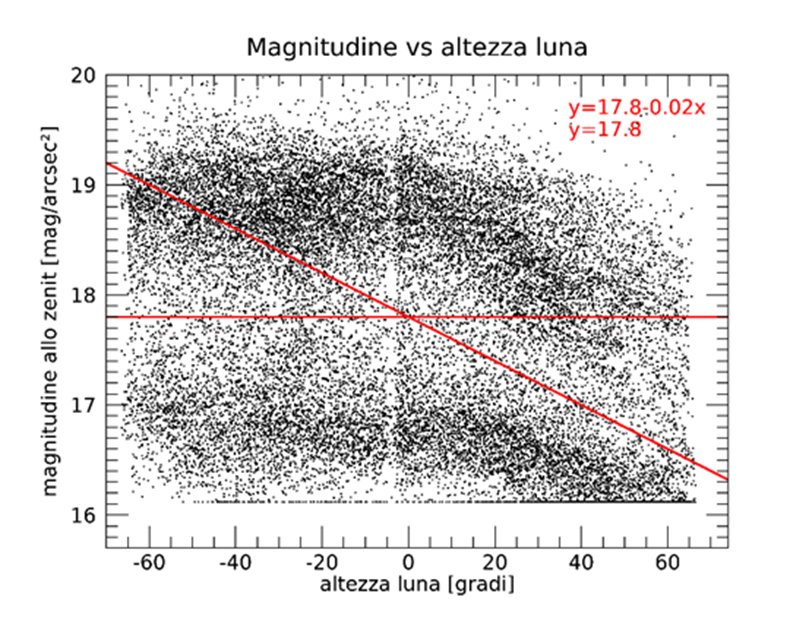 Magnitudine vs altezza luna
20
y=17.8-0.02x
y=17.8
19
18
17
16
magnitudine allo zenit [mag/arcsec²]
-60 -40 -20 0 20 40 60
altezza luna [gradi]